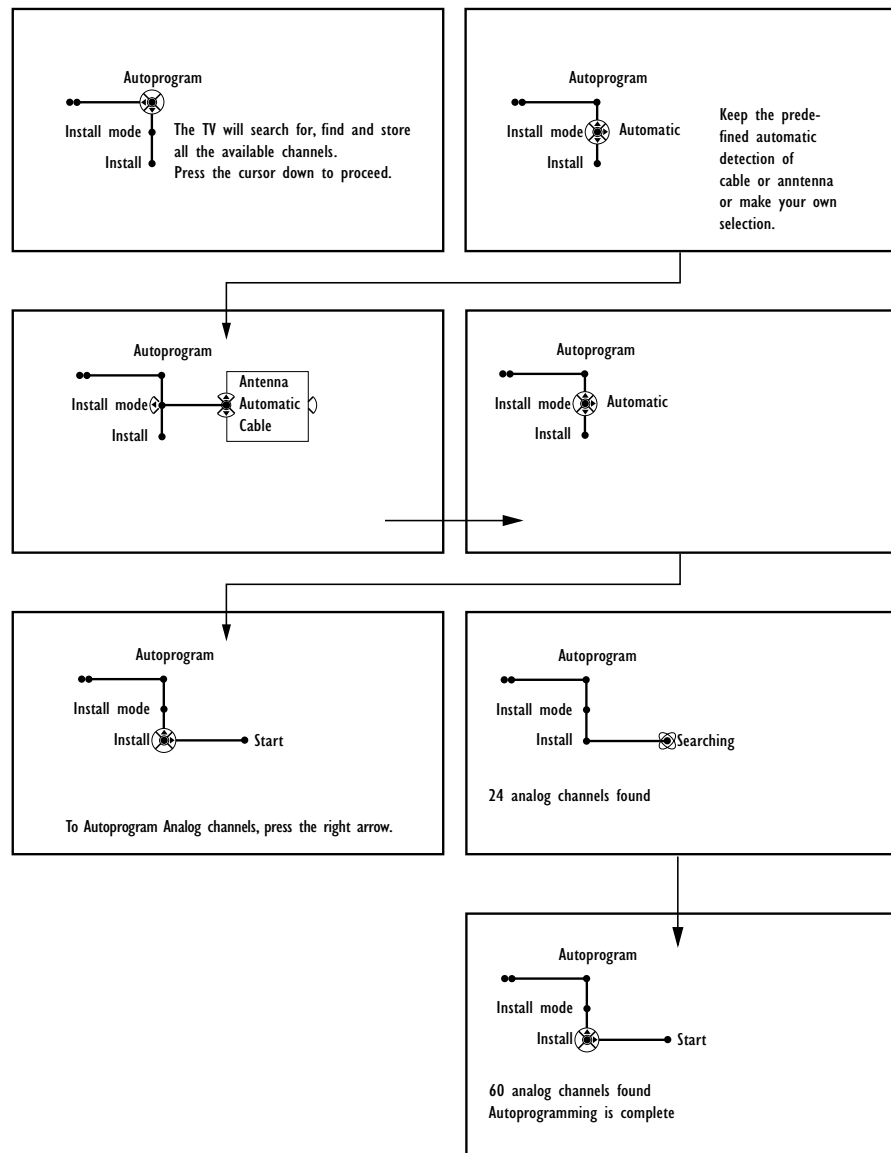 Autoprogram
Install mode
Install
The TV will search for, find and store
all the available channels.
Press the cursor down to proceed.
Autoprogram
Install mode
Automatic
Install
Keep the prede-
fined automatic
detection of
cable or anntenna
or make your own
selection.
Autoprogram
Install mode
Install
Antenna
Automatic
Cable
Autoprogram
Install mode
Automatic
Install
Autoprogram
Install mode
Install
Start
To Autoprogram Analog channels, press the right arrow.
Autoprogram
Install mode
Install
Searching
24 analog channels found
Autoprogram
Install mode
Install
Start
60 analog channels found
Autoprogramming is complete